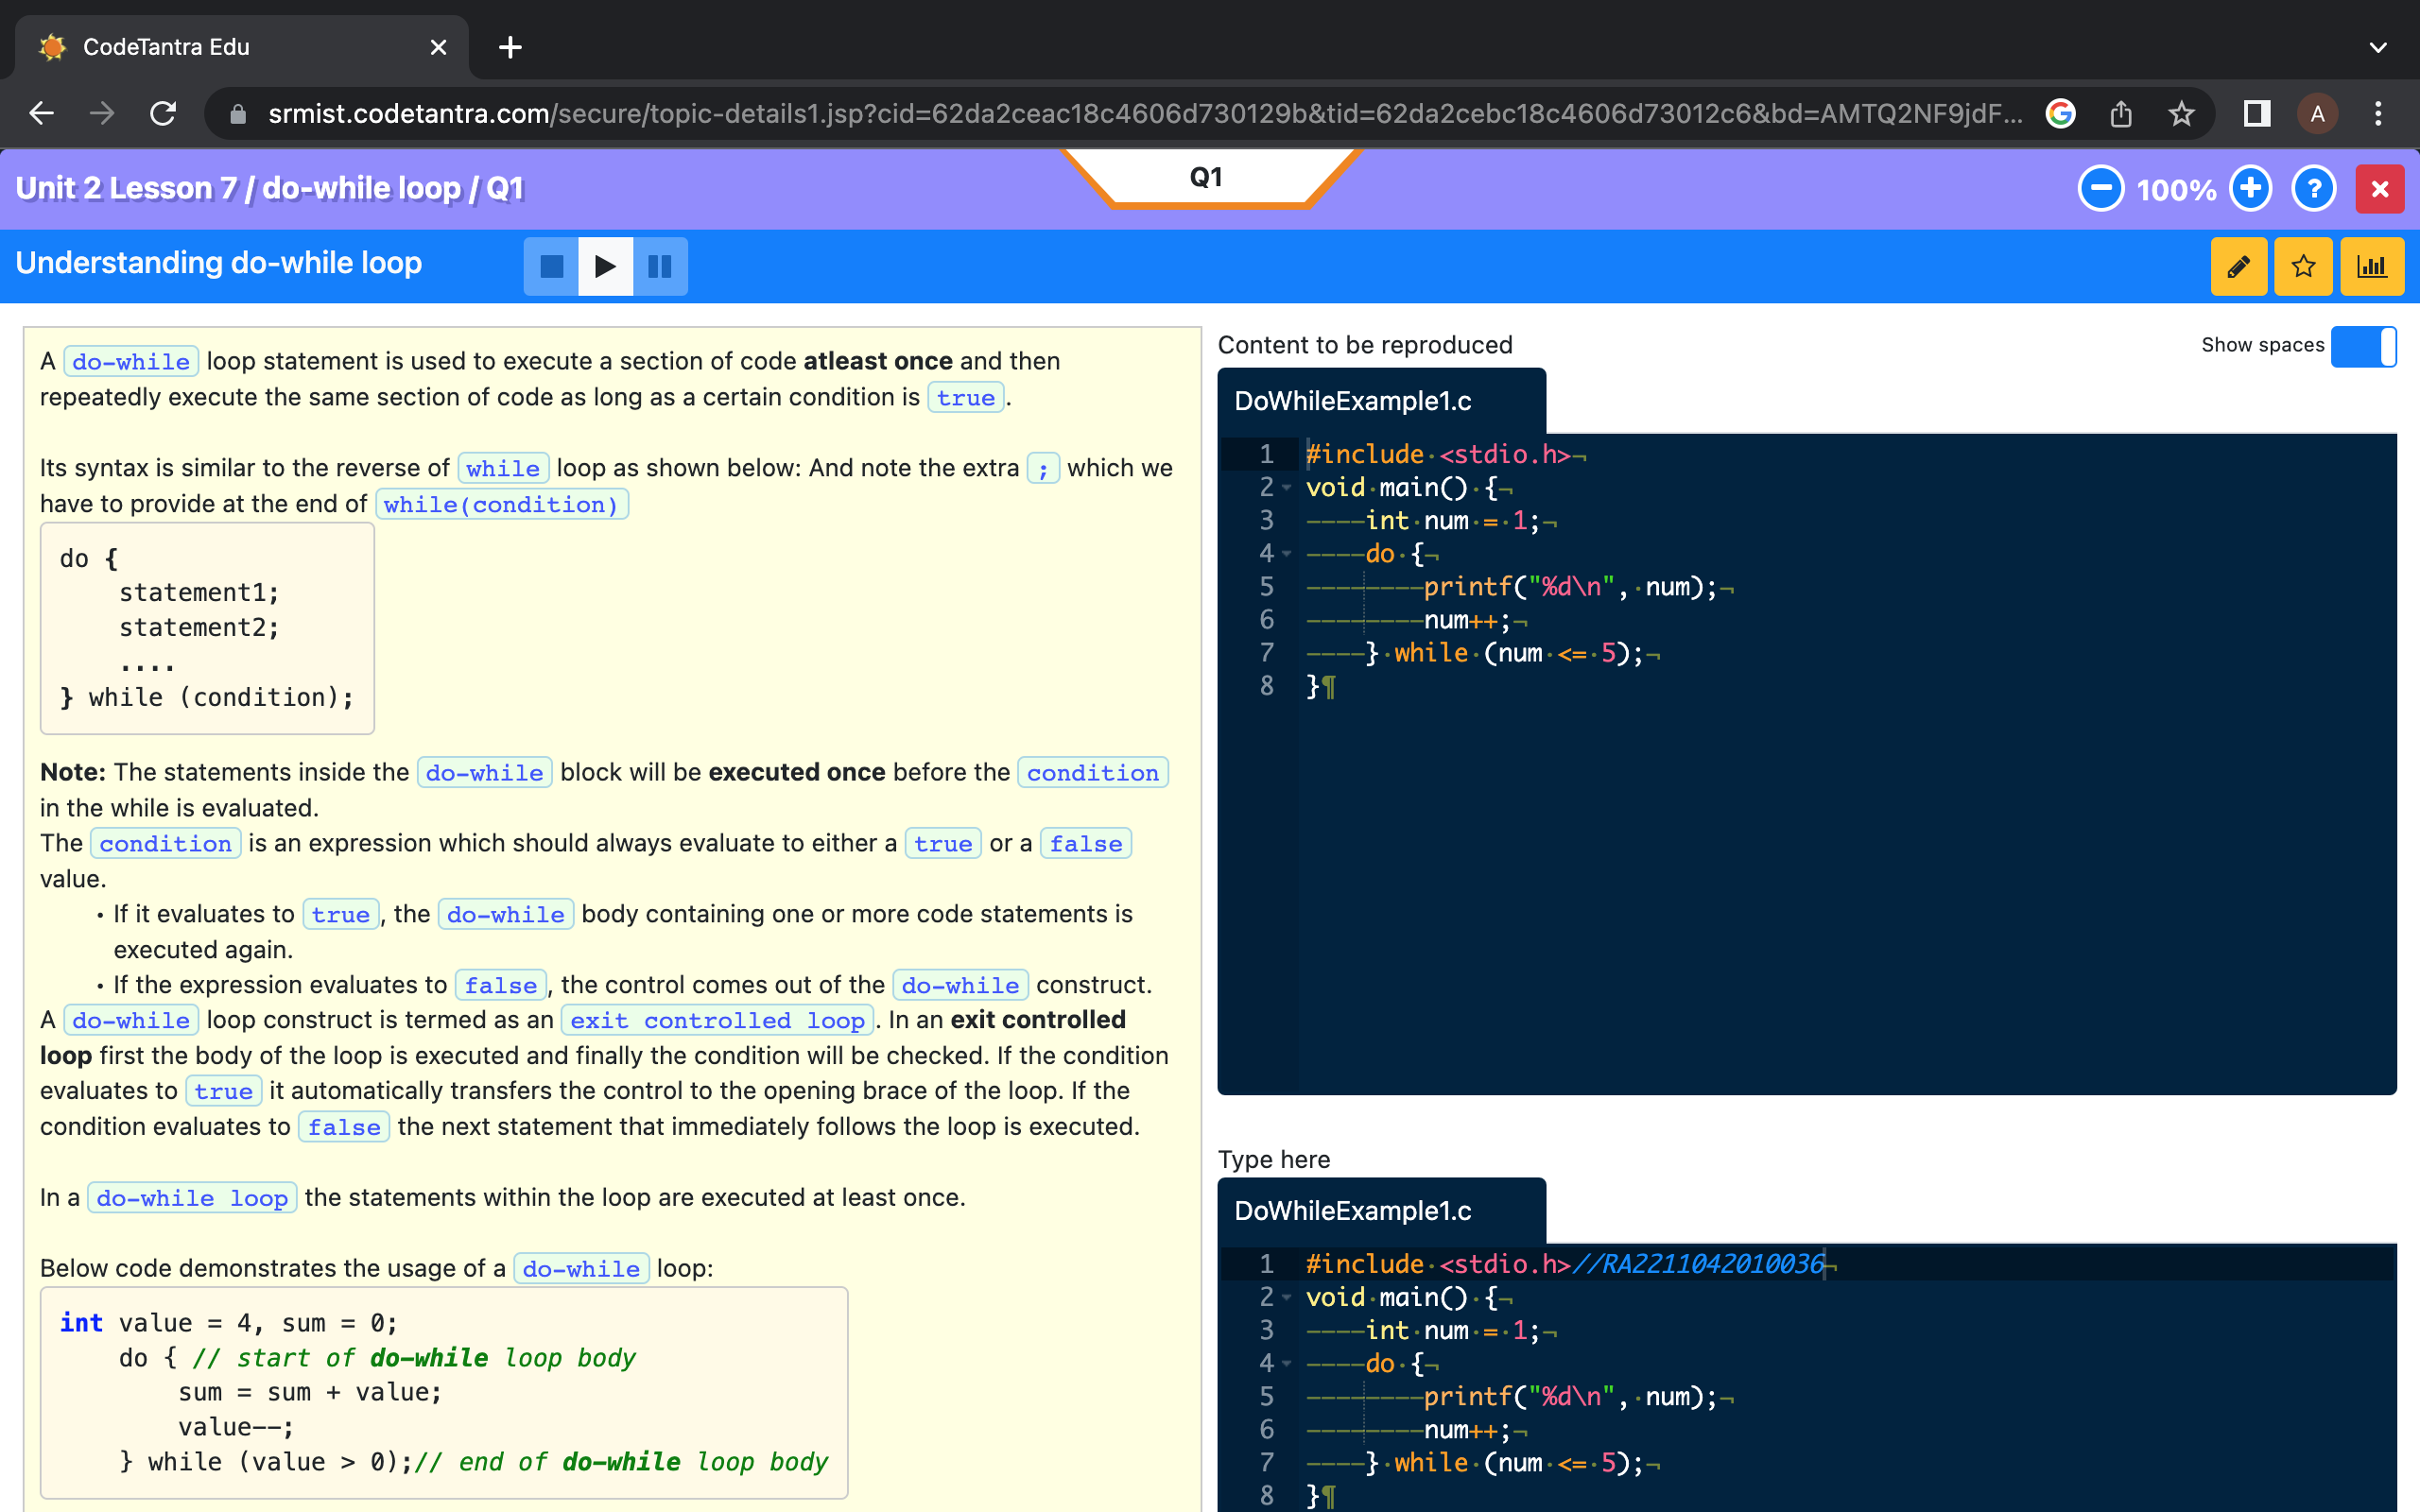 CodeTantra Edu
srmist.codetantra.com/secure/topic-details1.jsp?cid=62da2ceac18c4606d730129b&tid=62da2cebc18c4606d73012c6&bd=AMTQ2NF9jdF...
A
Unit 2 Lesson 7 / do-while loop / Q1
Q1
100%
?
Understanding do-while loop
A do-while loop statement is used to execute a section of code atleast once and then
repeatedly execute the same section of code as long as a certain condition is true.
Its syntax is similar to the reverse of while loop as shown below: And note the extra ; which we
have to provide at the end of while(condition)
do {
    statement1;
    statement2;
    ....
} while (condition);
Note: The statements inside the do-while block will be executed once before the condition
in the while is evaluated.
The condition is an expression which should always evaluate to either a true or a false
value.
• If it evaluates to true, the do-while body containing one or more code statements is
executed again.
• If the expression evaluates to false, the control comes out of the do-while construct.
A do-while loop construct is termed as an exit controlled loop. In an exit controlled
loop first the body of the loop is executed and finally the condition will be checked. If the condition
evaluates to true it automatically transfers the control to the opening brace of the loop. If the
condition evaluates to false the next statement that immediately follows the loop is executed.
In a do-while loop the statements within the loop are executed at least once.
Below code demonstrates the usage of a do-while loop:
int value = 4, sum = 0;
    do { // start of do-while loop body
        sum = sum + value;
        value--;
    } while (value > 0);// end of do-while loop body
Content to be reproduced
Show spaces
DoWhileExample1.c
1 #include·<stdio.h>¬
2 void·main()·{¬
3 ————int·num·=·1;¬
4 ————do·{¬
5 ————————printf("%d\n",·num);¬
6 ————————num++;¬
7 ————}·while·(num·<=·5);¬
8 }¶
Type here
DoWhileExample1.c
1 #include·<stdio.h>//RA2211042010036¬
2 void·main()·{¬
3 ————int·num·=·1;¬
4 ————do·{¬
5 ————————printf("%d\n",·num);¬
6 ————————num++;¬
7 ————}·while·(num·<=·5);¬
8 }¶